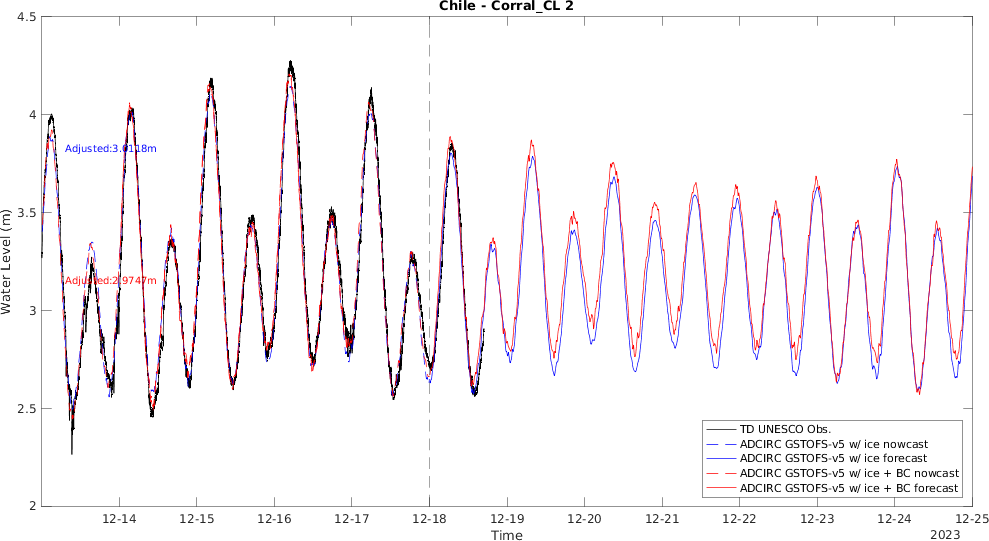 Chile - Corral_CL 2
Water Level (m)
4.5
4
3.5
3
2.5
2
Adjusted:3.0118m
Adjusted:2.9747m
TD UNESCO Obs.
ADCIRC GSTOFS-v5 w/ ice nowcast
ADCIRC GSTOFS-v5 w/ ice forecast
ADCIRC GSTOFS-v5 w/ ice + BC nowcast
ADCIRC GSTOFS-v5 w/ ice + BC forecast
12-14 12-15 12-16 12-17 12-18 12-19 12-20 12-21 12-22 12-23 12-24 12-25
Time
2023